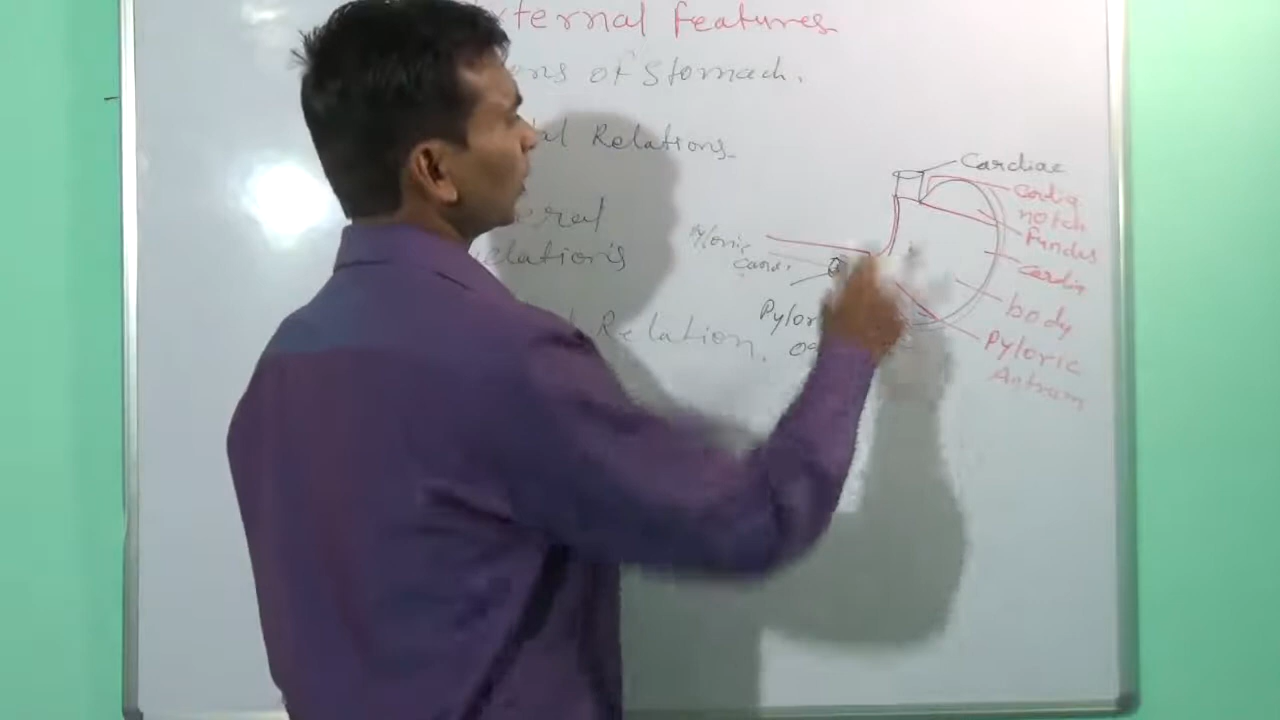 xternal features
ons of Stomach.
al Relations
eral
elations
Relation.
Cardiac
Cardia
notch
fundus
Cardia
body
Pyloric
Antrum
Pyloric
Canal
Pylor